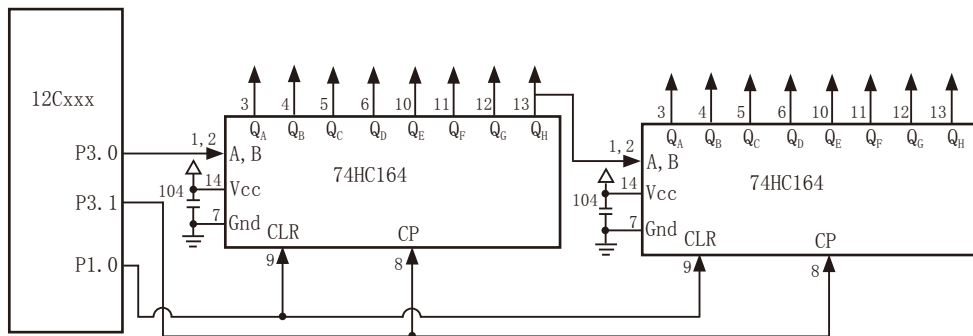 12Cxxx
P3.0
P3.1
P1.0
3 4 5 6 10 11 12 13
QA QB QC QD QE QF QG QH
1,2
A,B
74HC164
14
Vcc
104
7
Gnd
CLR
CP
9
8
3 4 5 6 10 11 12 13
QA QB QC QD QE QF QG QH
1,2
A,B
74HC164
14
Vcc
104
7
Gnd
CLR
CP
9
8